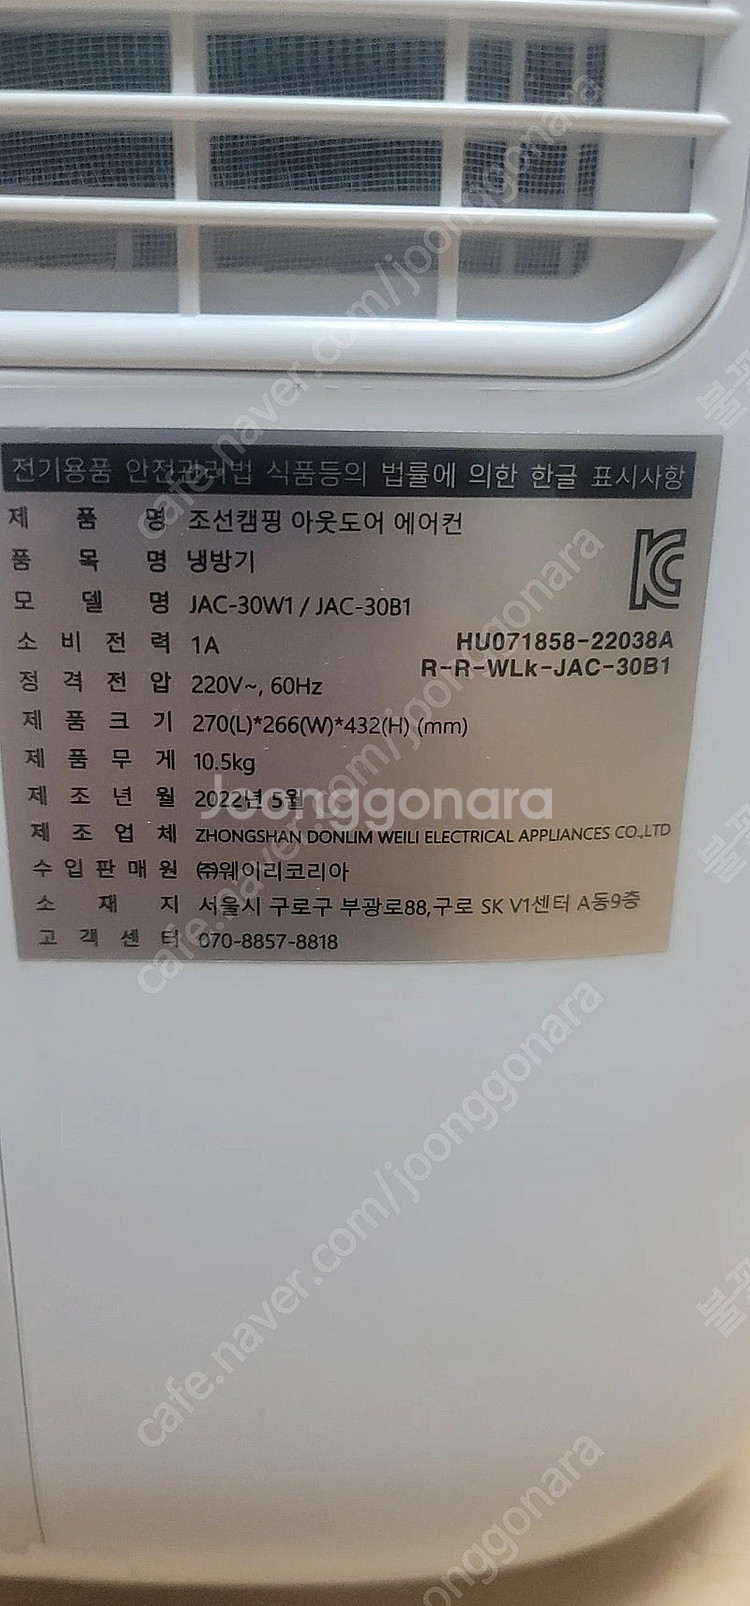 전기용품 안전관리법 식품등의 법률에 의한 한글 표시사항
제 품 명 조선캠핑 아웃도어 에어컨
품 목 명 냉방기
모 델 명 JAC-30W1 / JAC-30B1
소 비 전 력 1A
HU071858-22038A
R-R-WLk-JAC-30B1
정 격 전 압 220V~, 60Hz
제 품 크 기 270(L)*266(W)*432(H) (mm)
제 품 무 게 10.5kg
제 조 년 월 2022년 5월
Joonggonara
제 조 업 체 ZHONGSHAN DONLIM WEILI ELECTRICAL APPLIANCES CO.,LTD
수 입 판 매 원 ㈜웨이리코리아
소 재 지 서울시 구로구 부광로88,구로 SK V1센터 A동9층
고 객 센 터 070-8857-8818
cafe.naver.com/joonggonara
cafe.naver.com/joonggonara
cafe.naver.com/joonggonara